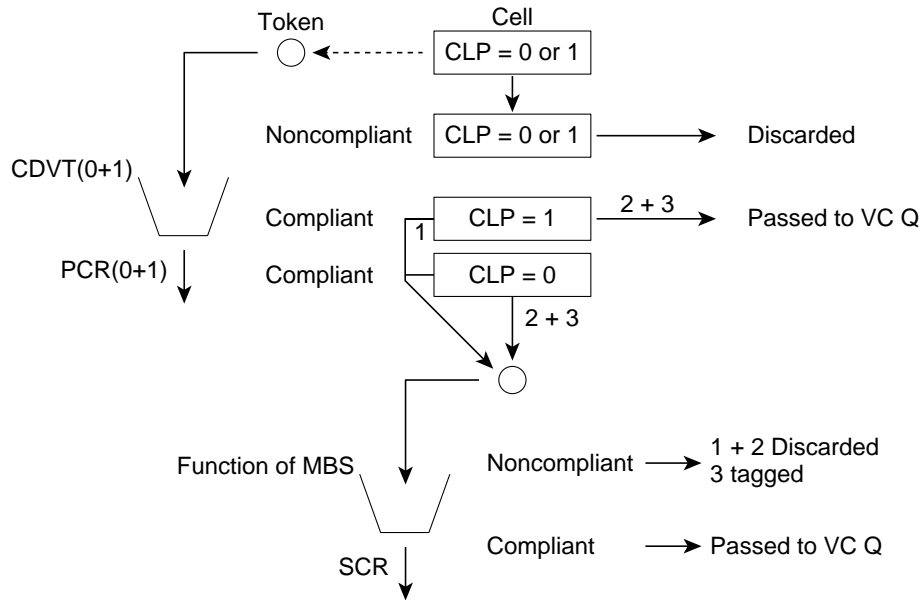 Cell
Token
CLP = 0 or 1
Noncompliant
CLP = 0 or 1
Discarded
CDVT(0+1)
Compliant
CLP = 1
2 + 3
Passed to VC Q
1
PCR(0+1)
Compliant
CLP = 0
2 + 3
Function of MBS
Noncompliant
1 + 2 Discarded
3 tagged
SCR
Compliant
Passed to VC Q